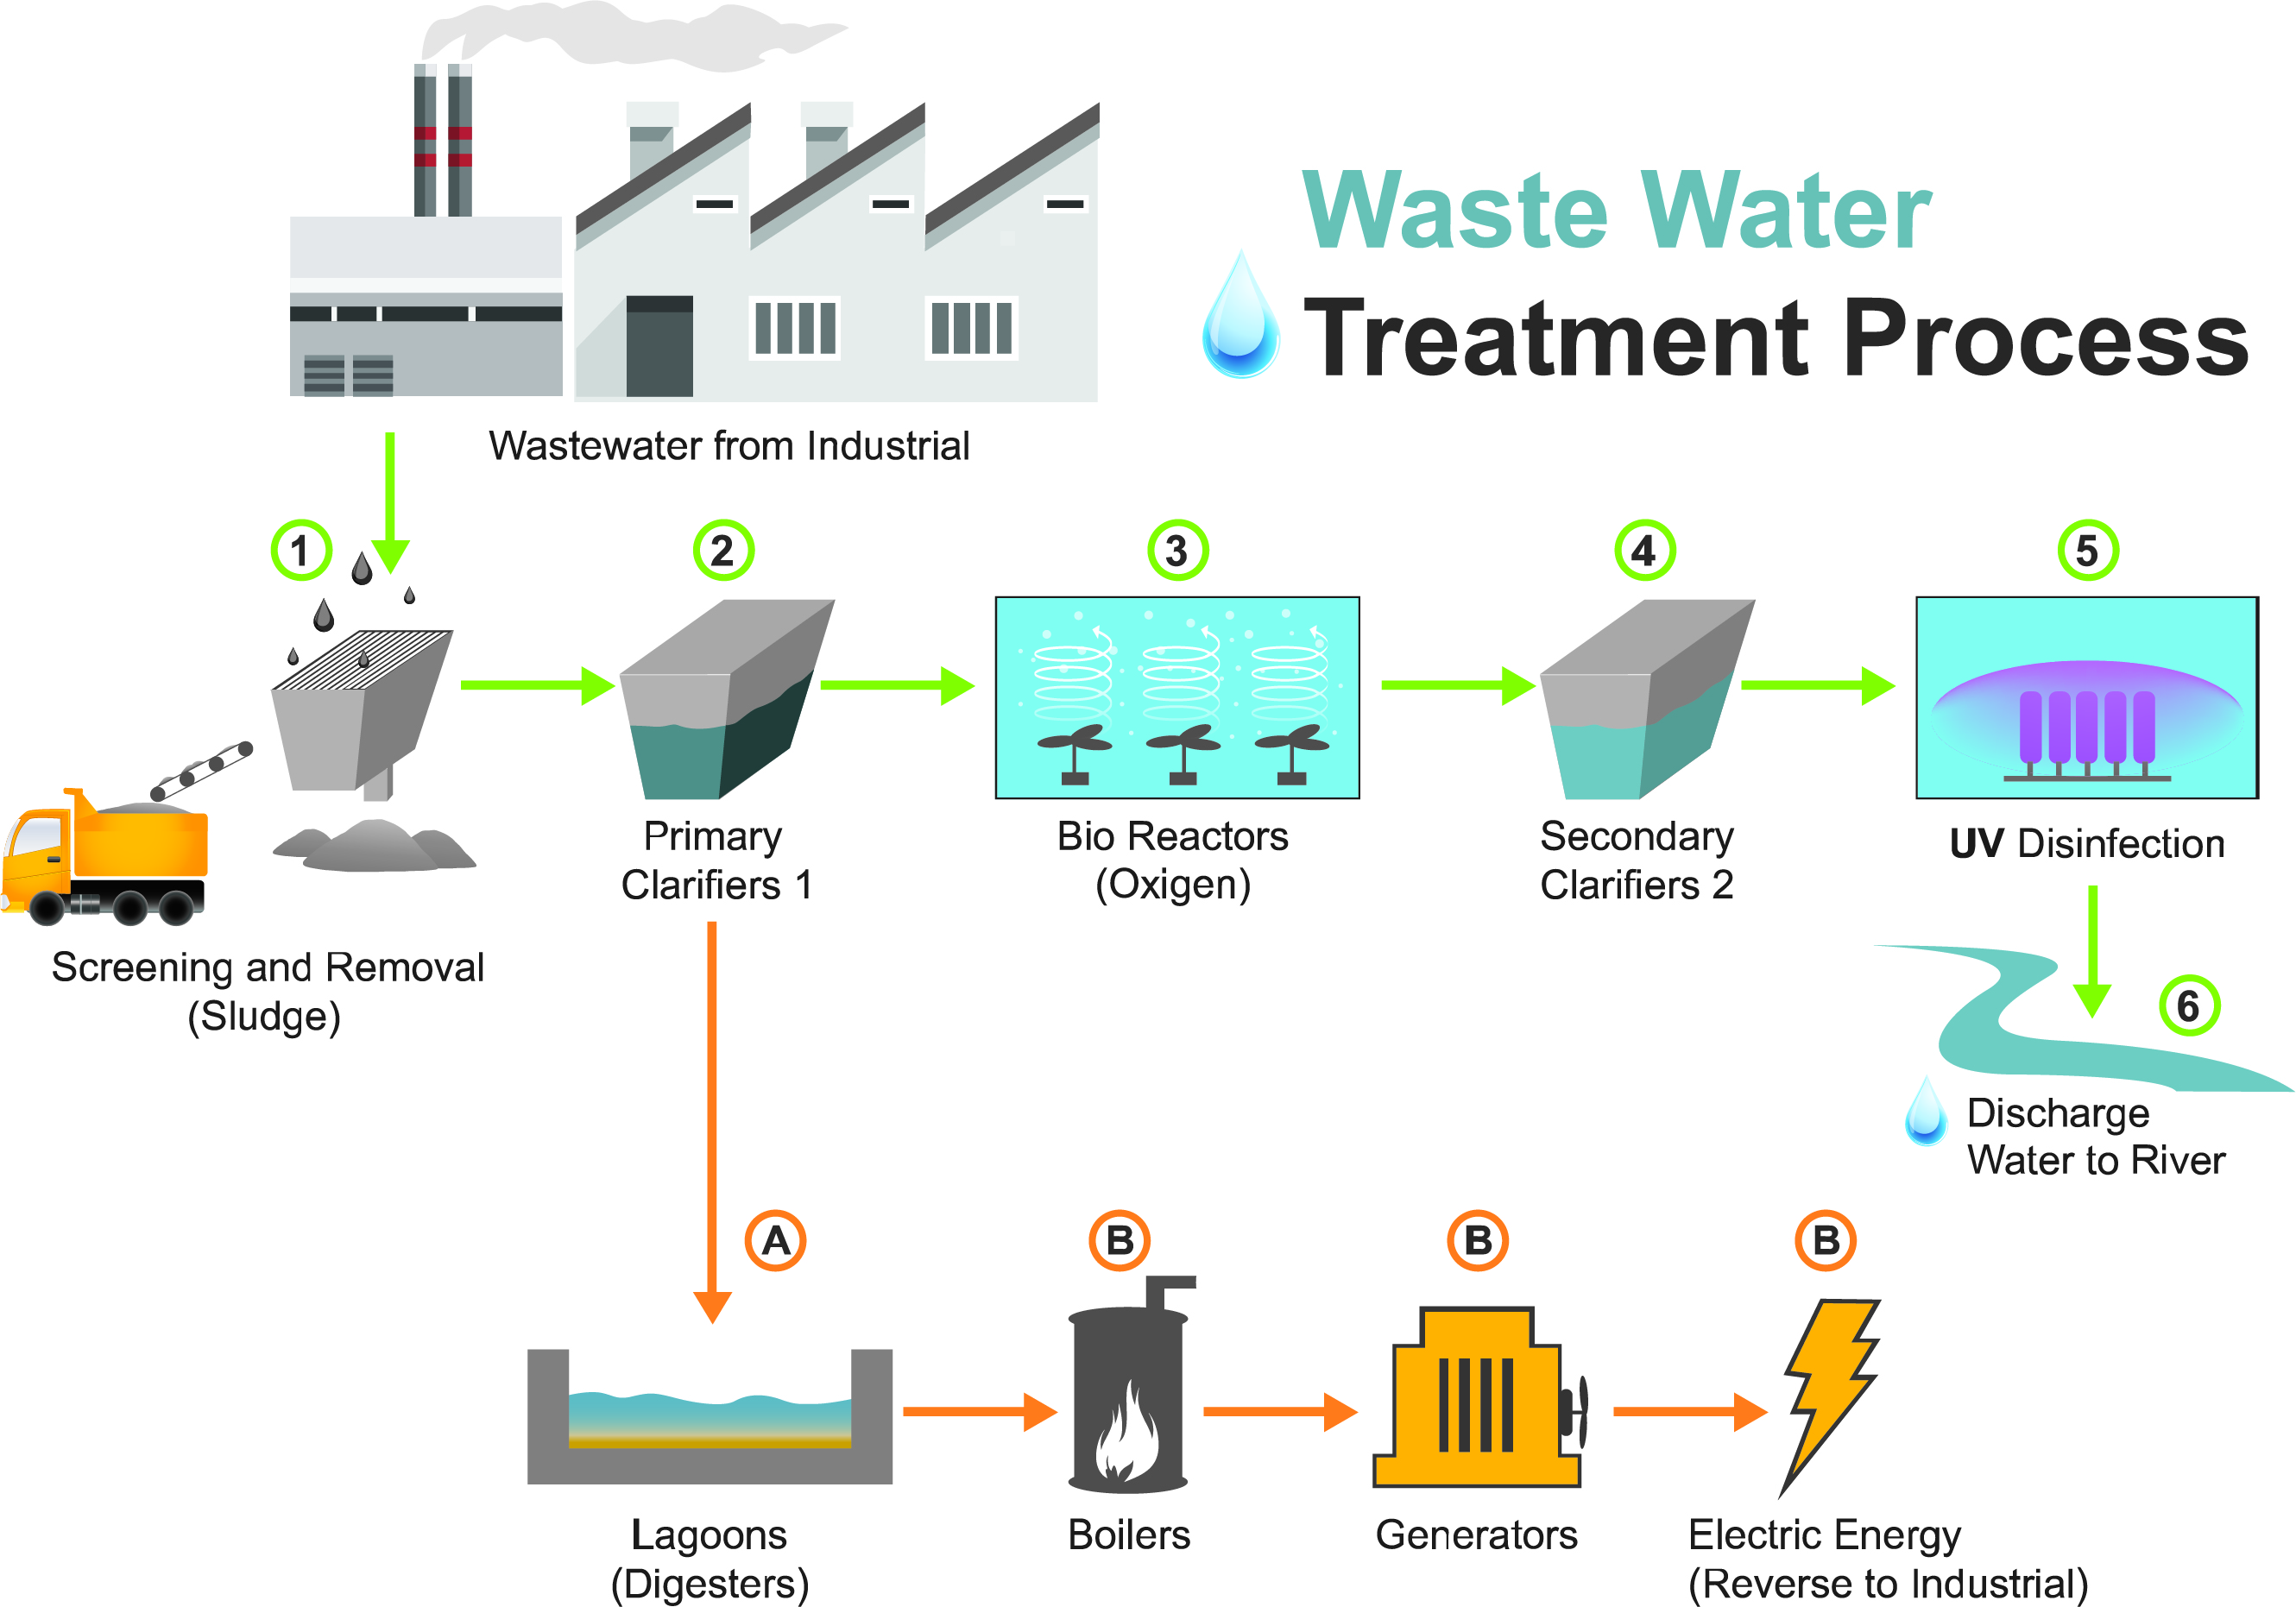 Waste Water
Treatment Process
Wastewater from Industrial
1
2
3
4
5
Primary
Clarifiers 1
Bio Reactors
(Oxigen)
Secondary
Clarifiers 2
UV Disinfection
Screening and Removal
(Sludge)
6
Discharge
Water to River
A
B
B
B
Lagoons
(Digesters)
Boilers
Generators
Electric Energy
(Reverse to Industrial)